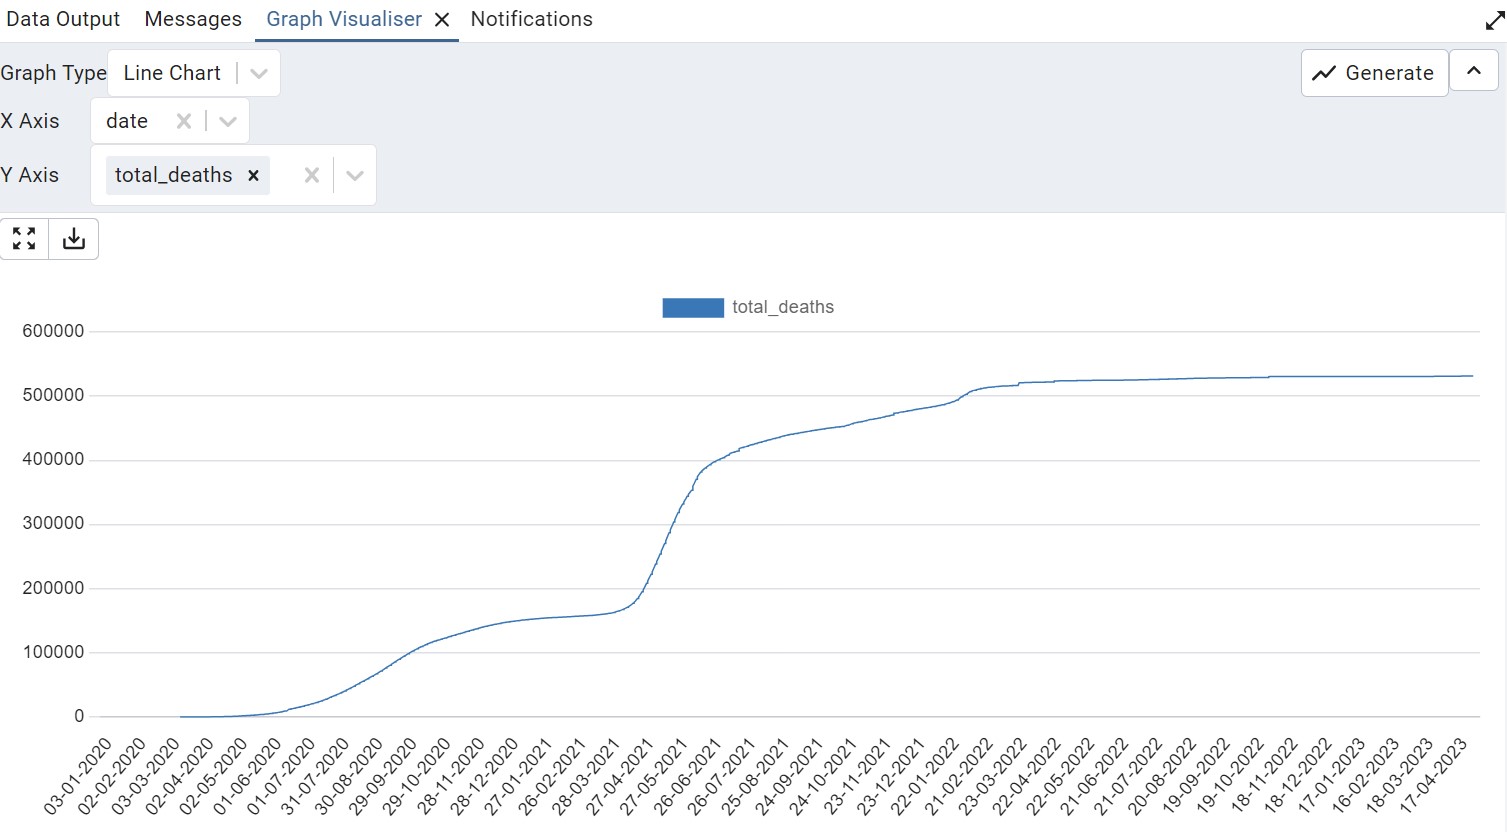 Data Output Messages Graph Visualiser Notifications
Graph Type Line Chart Generate
X Axis date
Y Axis total_deaths
total_deaths
600000
500000
400000
300000
200000
100000
0
03-01-2020 02-02-2020 03-03-2020 02-04-2020 02-05-2020 01-06-2020 01-07-2020 31-07-2020 30-08-2020 29-09-2020 29-10-2020 28-11-2020 28-12-2020 27-01-2021 26-02-2021 28-03-2021 27-04-2021 27-05-2021 26-06-2021 26-07-2021 25-08-2021 24-09-2021 24-10-2021 23-11-2021 23-12-2021 22-01-2022 21-02-2022 23-03-2022 22-04-2022 22-05-2022 21-06-2022 21-07-2022 20-08-2022 19-09-2022 19-10-2022 18-11-2022 18-12-2022 17-01-2023 16-02-2023 18-03-2023 17-04-2023